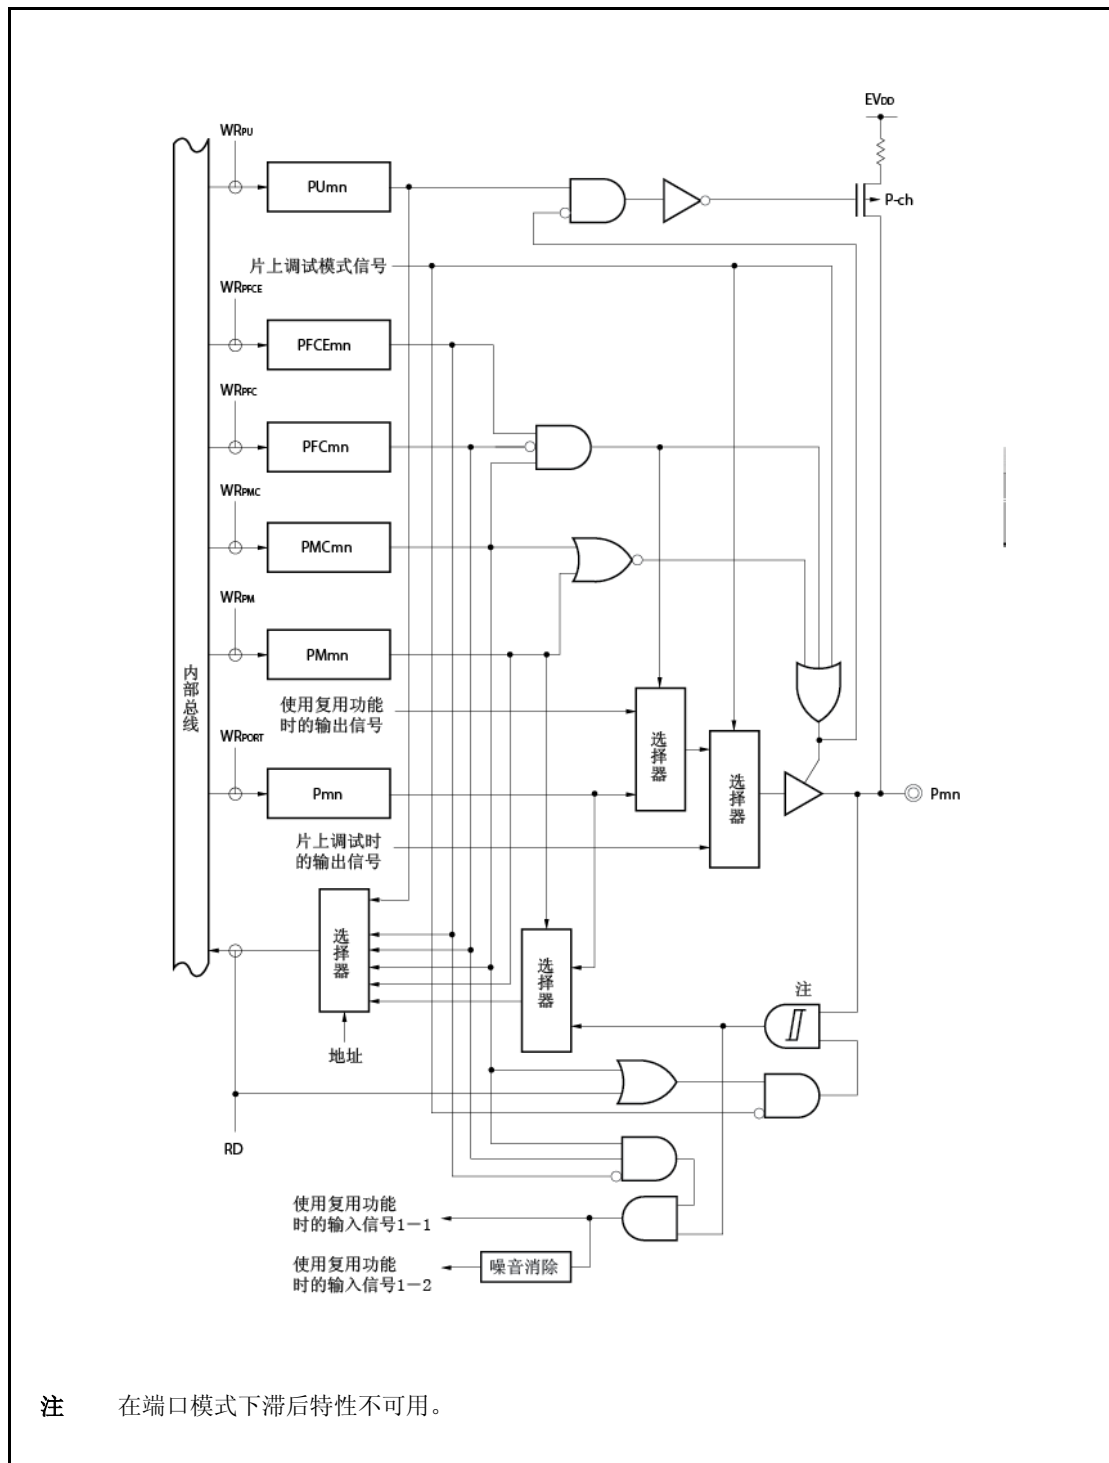 EVDD
WRPU
PUmn
P-ch
片上调试模式信号
WRPFCE
PFCEmn
WRPFC
PFCmn
WRPMC
PMCmn
WRPM
PMmn
内部总线
使用复用功能
时的输出信号
选择器
WRPORT
选择器
Pmn
Pmn
片上调试时
的输出信号
选择器
选择器
注
地址
RD
使用复用功能
时的输入信号1－1
使用复用功能
时的输入信号1－2
噪音消除
注 在端口模式下滞后特性不可用。